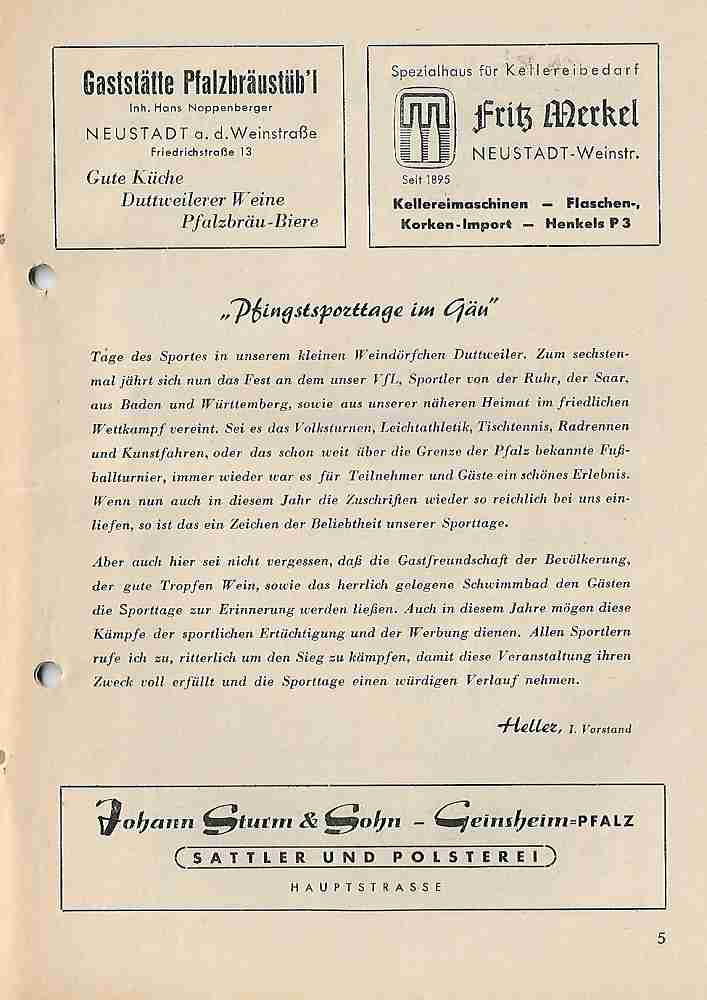 Gaststätte Pfalzbräustüb'l
Inh. Hans Noppenberger
NEUSTADT a. d. Weinstraße
Friedrichstraße 13
Gute Küche
Duttweilerer Weine
Pfalzbräu-Biere
Spezialhaus für Kellereibedarf
Fritz Merkel
NEUSTADT-Weinstr.
Seit 1895
Kellereimaschinen — Flaschen-,
Korken-Import — Henkels P 3
„Pfingstsporttage im Gäu"
Tage des Sportes in unserem kleinen Weindörfchen Duttweiler. Zum sechsten-
mal jährt sich nun das Fest an dem unser VfL, Sportler von der Ruhr, der Saar,
aus Baden und Württemberg, sowie aus unserer näheren Heimat im friedlichen
Wettkampf vereint. Sei es das Volksturnen, Leichtathletik, Tischtennis, Radrennen
und Kunstfahren, oder das schon weit über die Grenze der Pfalz bekannte Fuß-
ballturnier, immer wieder war es für Teilnehmer und Gäste ein schönes Erlebnis.
Wenn nun auch in diesem Jahr die Zuschriften wieder so reichlich bei uns ein-
liefen, so ist das ein Zeichen der Beliebtheit unserer Sporttage.
Aber auch hier sei nicht vergessen, daß die Gastfreundschaft der Bevölkerung,
der gute Tropfen Wein, sowie das herrlich gelegene Schwimmbad den Gästen
die Sporttage zur Erinnerung werden ließen. Auch in diesem Jahre mögen diese
Kämpfe der sportlichen Ertüchtigung und der Werbung dienen. Allen Sportlern
rufe ich zu, ritterlich um den Sieg zu kämpfen, damit diese Veranstaltung ihren
Zweck voll erfüllt und die Sporttage einen würdigen Verlauf nehmen.
Heller, I. Vorstand
Johann Sturm & Sohn - Geinsheim=PFALZ
SATTLER UND POLSTEREI
HAUPTSTRASSE
5